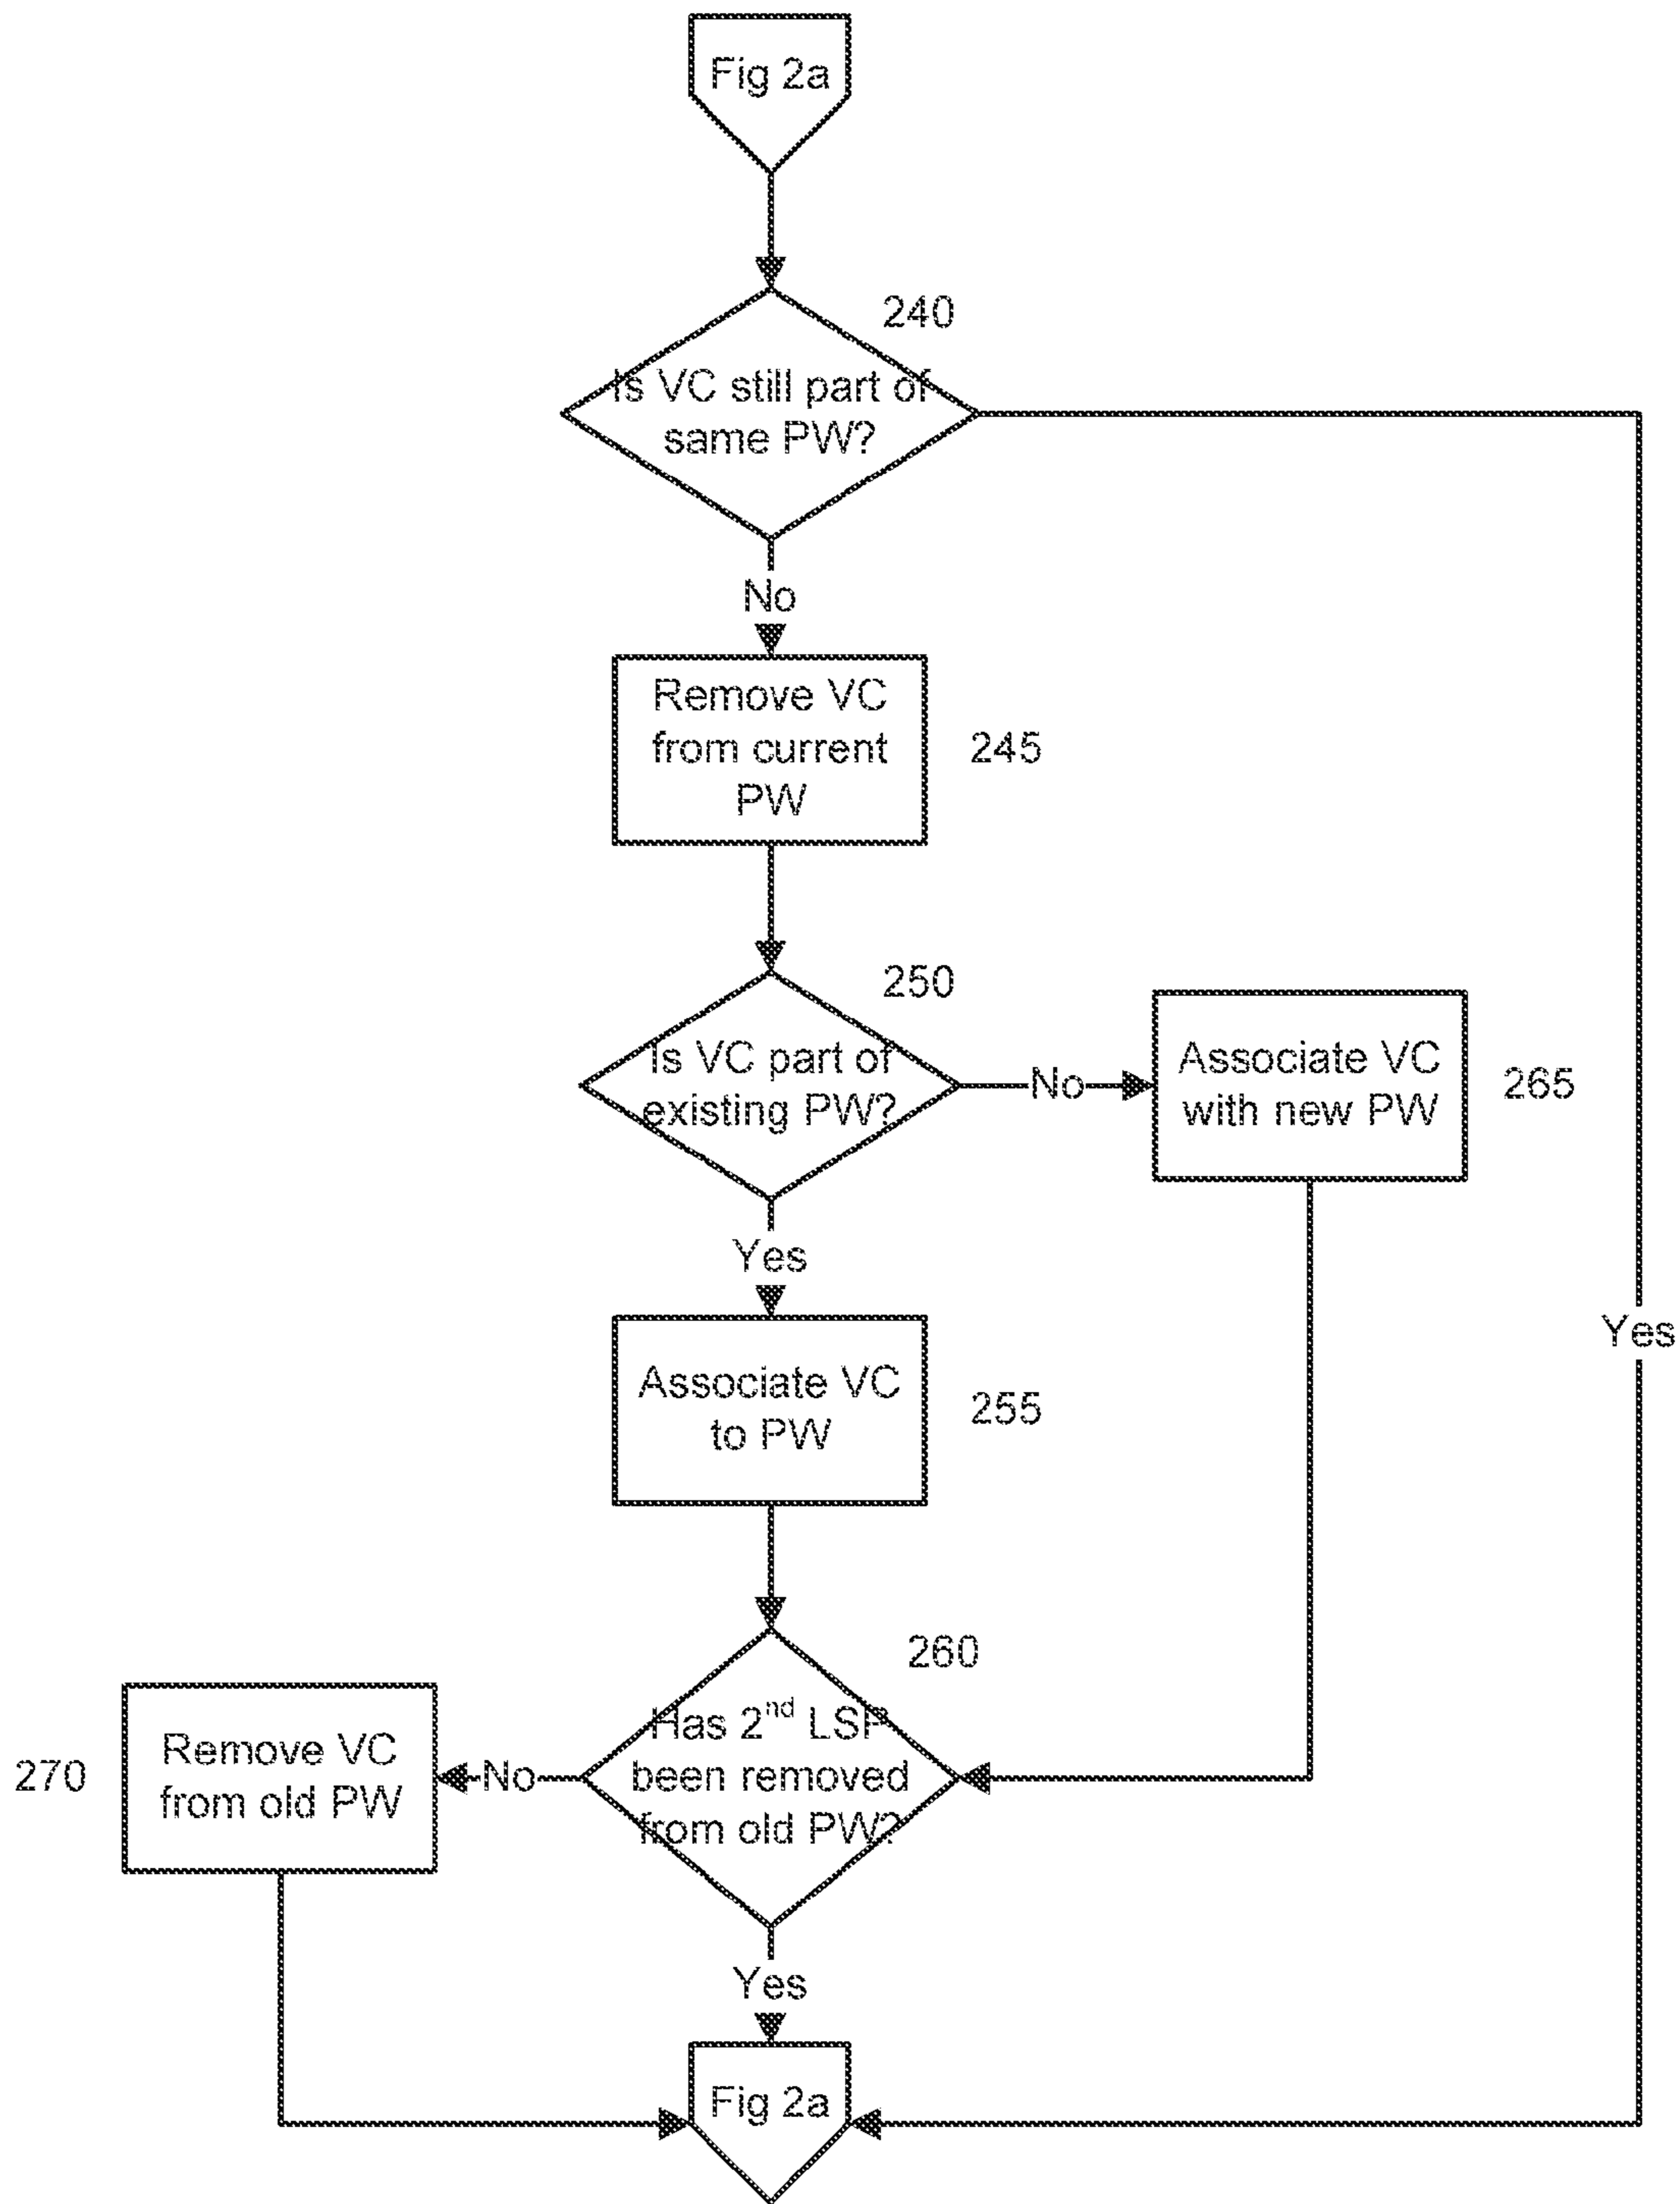 Fig 2a
240
Is VC still part of
same PW?
Yes
No
Remove VC
from current
PW
245
250
Is VC part of
existing PW?
No
Associate VC
with new PW
265
Yes
Associate VC
to PW
255
260
Has 2nd LSP
been removed
from old PW?
No
Remove VC
from old PW
270
Yes
Fig 2a